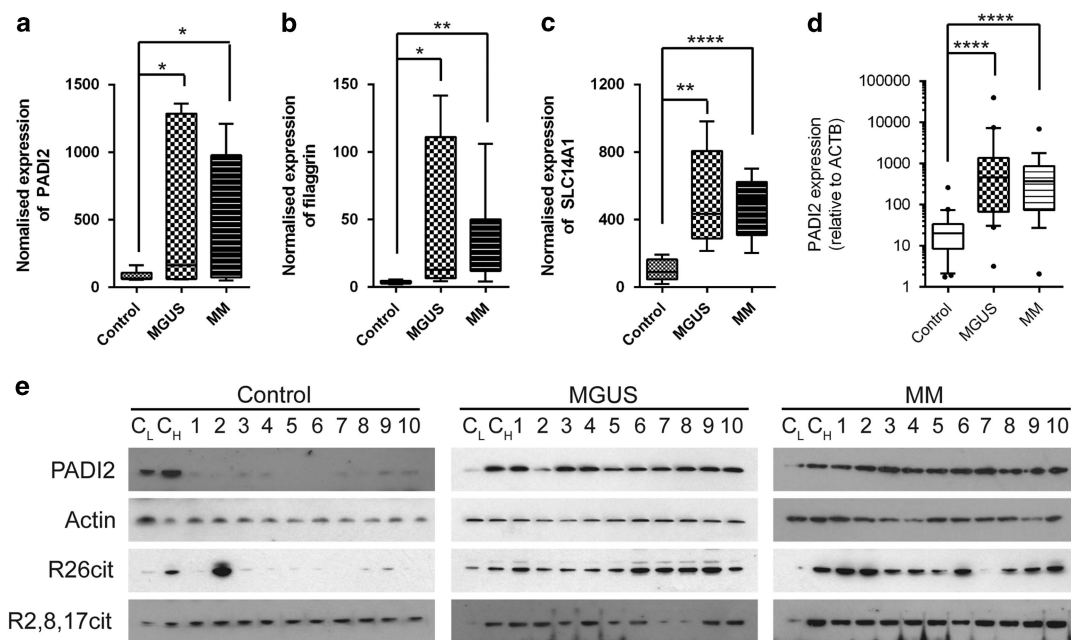 a
*
*
Normalised expression
of PADI2
1500
1000
500
0
Control
MGUS
MM
b
**
*
Normalized expression
of filaggrin
150
100
50
0
Control
MGUS
MM
c
****
**
Normalised expression
of SLC14A1
1200
800
400
0
Control
MGUS
MM
d
****
****
PADI2 expression
(relative to ACTB)
100000
10000
1000
100
10
1
Control
MGUS
MM
e
Control
MGUS
MM
CL CH 1 2 3 4 5 6 7 8 9 10
CL CH 1 2 3 4 5 6 7 8 9 10
CL CH 1 2 3 4 5 6 7 8 9 10
PADI2
Actin
R26cit
R2,8,17cit